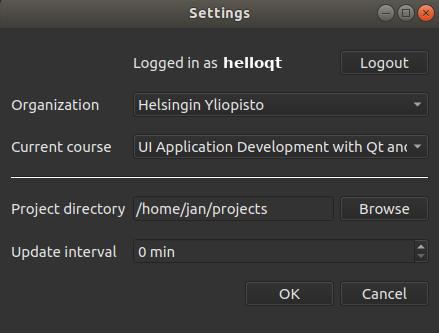 Settings
Logged in as helloqt Logout
Organization Helsingin Yliopisto
Current course UI Application Development with Qt and
Project directory /home/jan/projects Browse
Update interval 0 min
OK Cancel